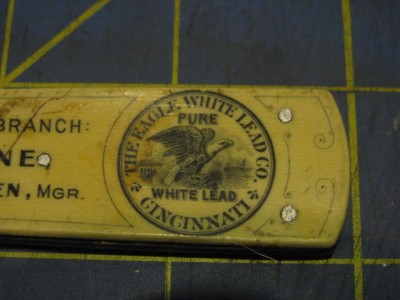 BRANCH:
NE
EN, MGR.
THE EAGLE WHITE LEAD CO.
PURE
WHITE LEAD
CINCINNATI